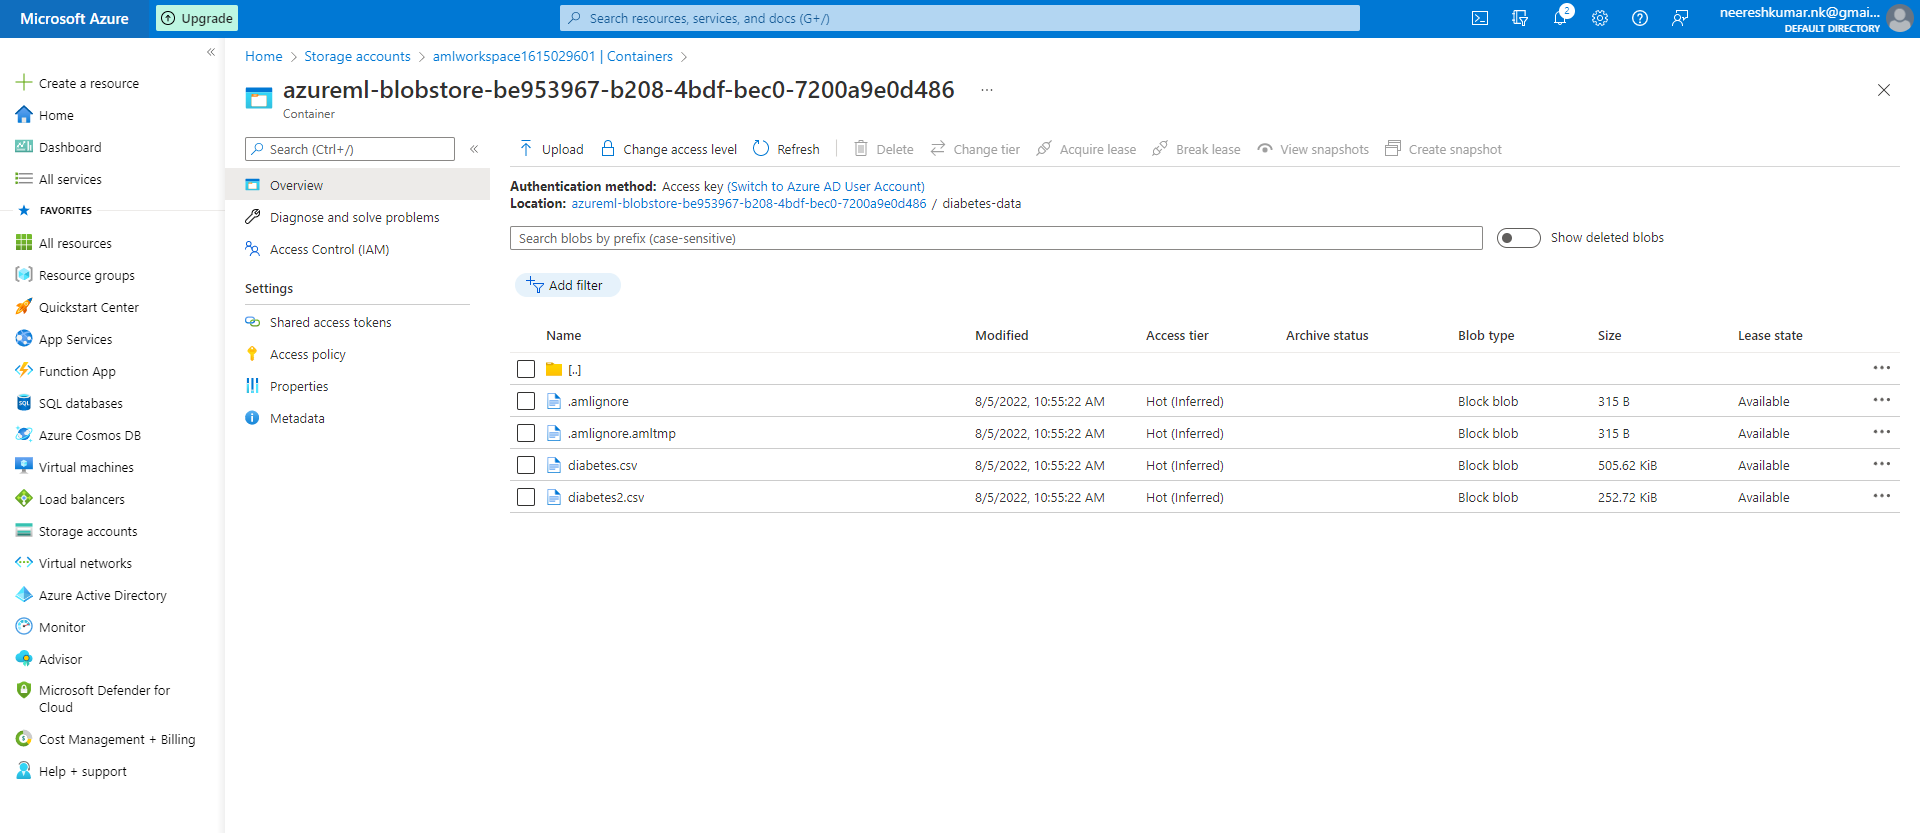 Microsoft Azure
Upgrade
Search resources, services, and docs (G+/)
2
neereshkumar.nk@gmai...
DEFAULT DIRECTORY
«
Create a resource
Home
Dashboard
All services
FAVORITES
All resources
Resource groups
Quickstart Center
App Services
Function App
SQL
SQL databases
Azure Cosmos DB
Virtual machines
Load balancers
Storage accounts
Virtual networks
Azure Active Directory
Monitor
Advisor
Microsoft Defender for
Cloud
Cost Management + Billing
Help + support
Home > Storage accounts > amlworkspace1615029601 | Containers >
azureml-blobstore-be953967-b208-4bdf-bec0-7200a9e0d486 ...
Container
Search (Ctrl+/) «
Overview
Diagnose and solve problems
Access Control (IAM)
Settings
Shared access tokens
Access policy
Properties
Metadata
Upload Change access level Refresh Delete Change tier Acquire lease Break lease View snapshots Create snapshot
Authentication method: Access key (Switch to Azure AD User Account)
Location: azureml-blobstore-be953967-b208-4bdf-bec0-7200a9e0d486 / diabetes-data
Search blobs by prefix (case-sensitive) Show deleted blobs
Add filter
Name Modified Access tier Archive status Blob type Size Lease state
[..] ...
.amlignore 8/5/2022, 10:55:22 AM Hot (Inferred) Block blob 315 B Available ...
.amlignore.amltmp 8/5/2022, 10:55:22 AM Hot (Inferred) Block blob 315 B Available ...
diabetes.csv 8/5/2022, 10:55:22 AM Hot (Inferred) Block blob 505.62 KiB Available ...
diabetes2.csv 8/5/2022, 10:55:22 AM Hot (Inferred) Block blob 252.72 KiB Available ...